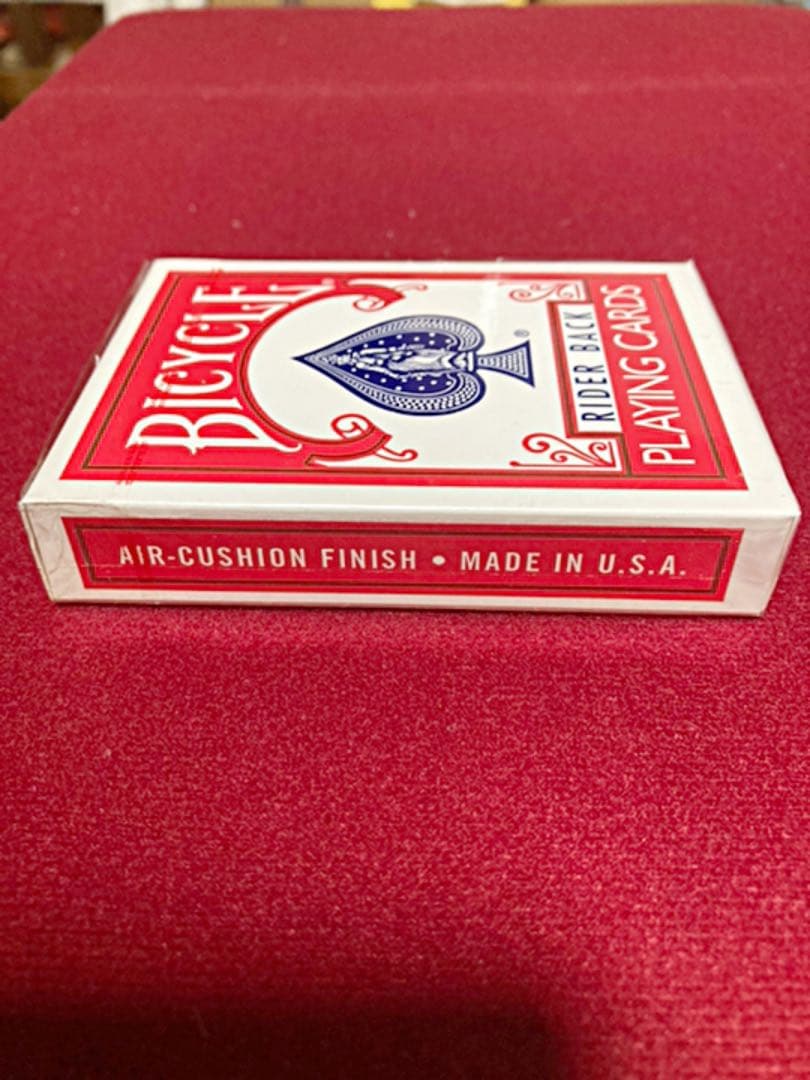 BICYCLE
®
RIDER BACK
PLAYING CARDS
AIR-CUSHION FINISH • MADE IN U.S.A.